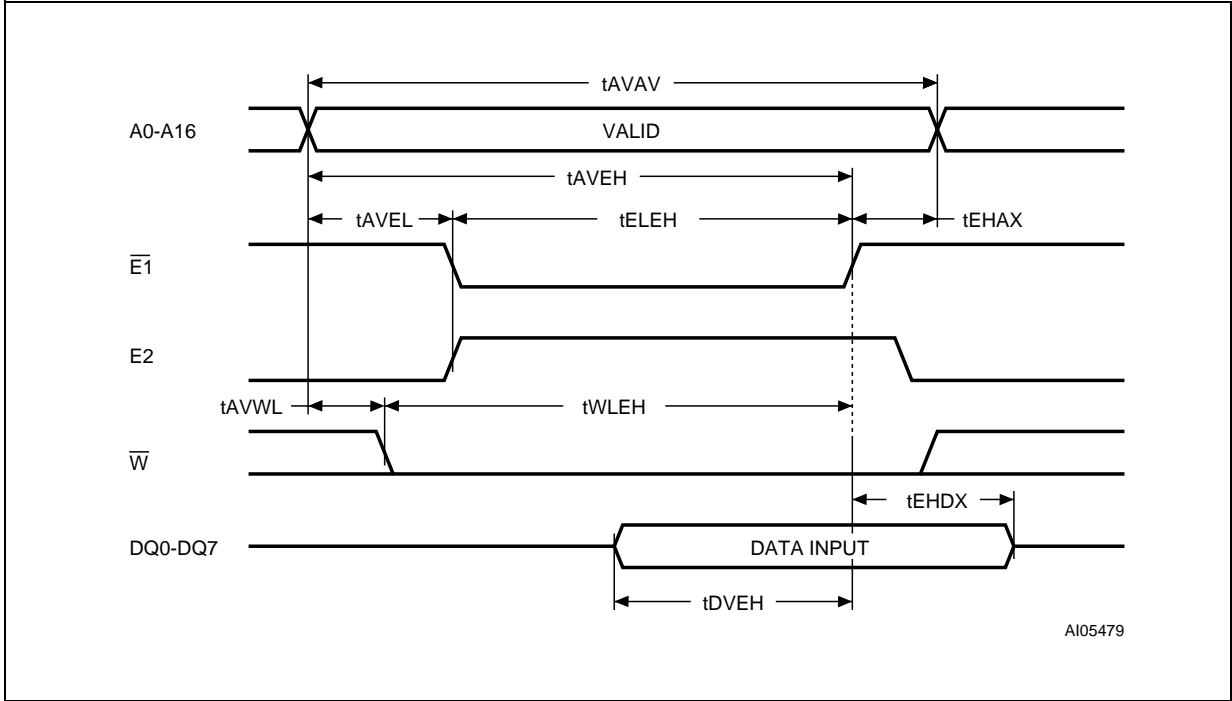 tAVAV
A0-A16 VALID
tAVEH
tAVEL tELEH tEHAX
E1
E2
tAVWL tWLEH
W
tEHDX
DQ0-DQ7 DATA INPUT
tDVEH
AI05479